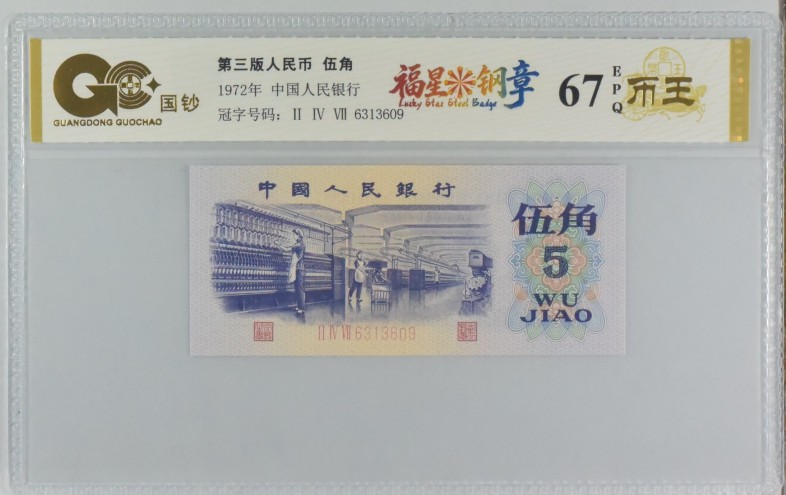 GC 国钞
GUANGDONG GUOCHAO
第三版人民币 伍角
1972年 中国人民银行
冠字号码: II IV VII 6313609
福星钢章
Lucky Star Steel Badge
67 EPQ
币王
中國人民銀行
伍角
5
WU
JIAO
II IV VII 6313609